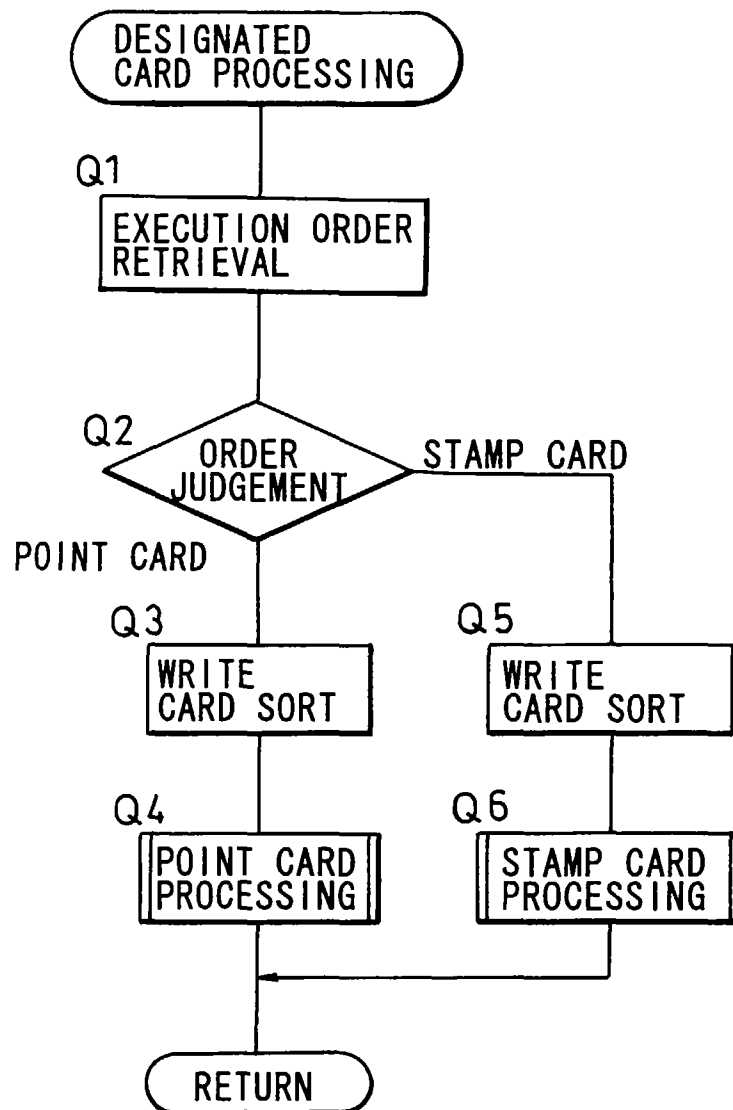 DESIGNATED
CARD PROCESSING
Q1
EXECUTION ORDER
RETRIEVAL
Q2
ORDER
JUDGEMENT
STAMP CARD
POINT CARD
Q3
WRITE
CARD SORT
Q5
WRITE
CARD SORT
Q4
POINT CARD
PROCESSING
Q6
STAMP CARD
PROCESSING
RETURN